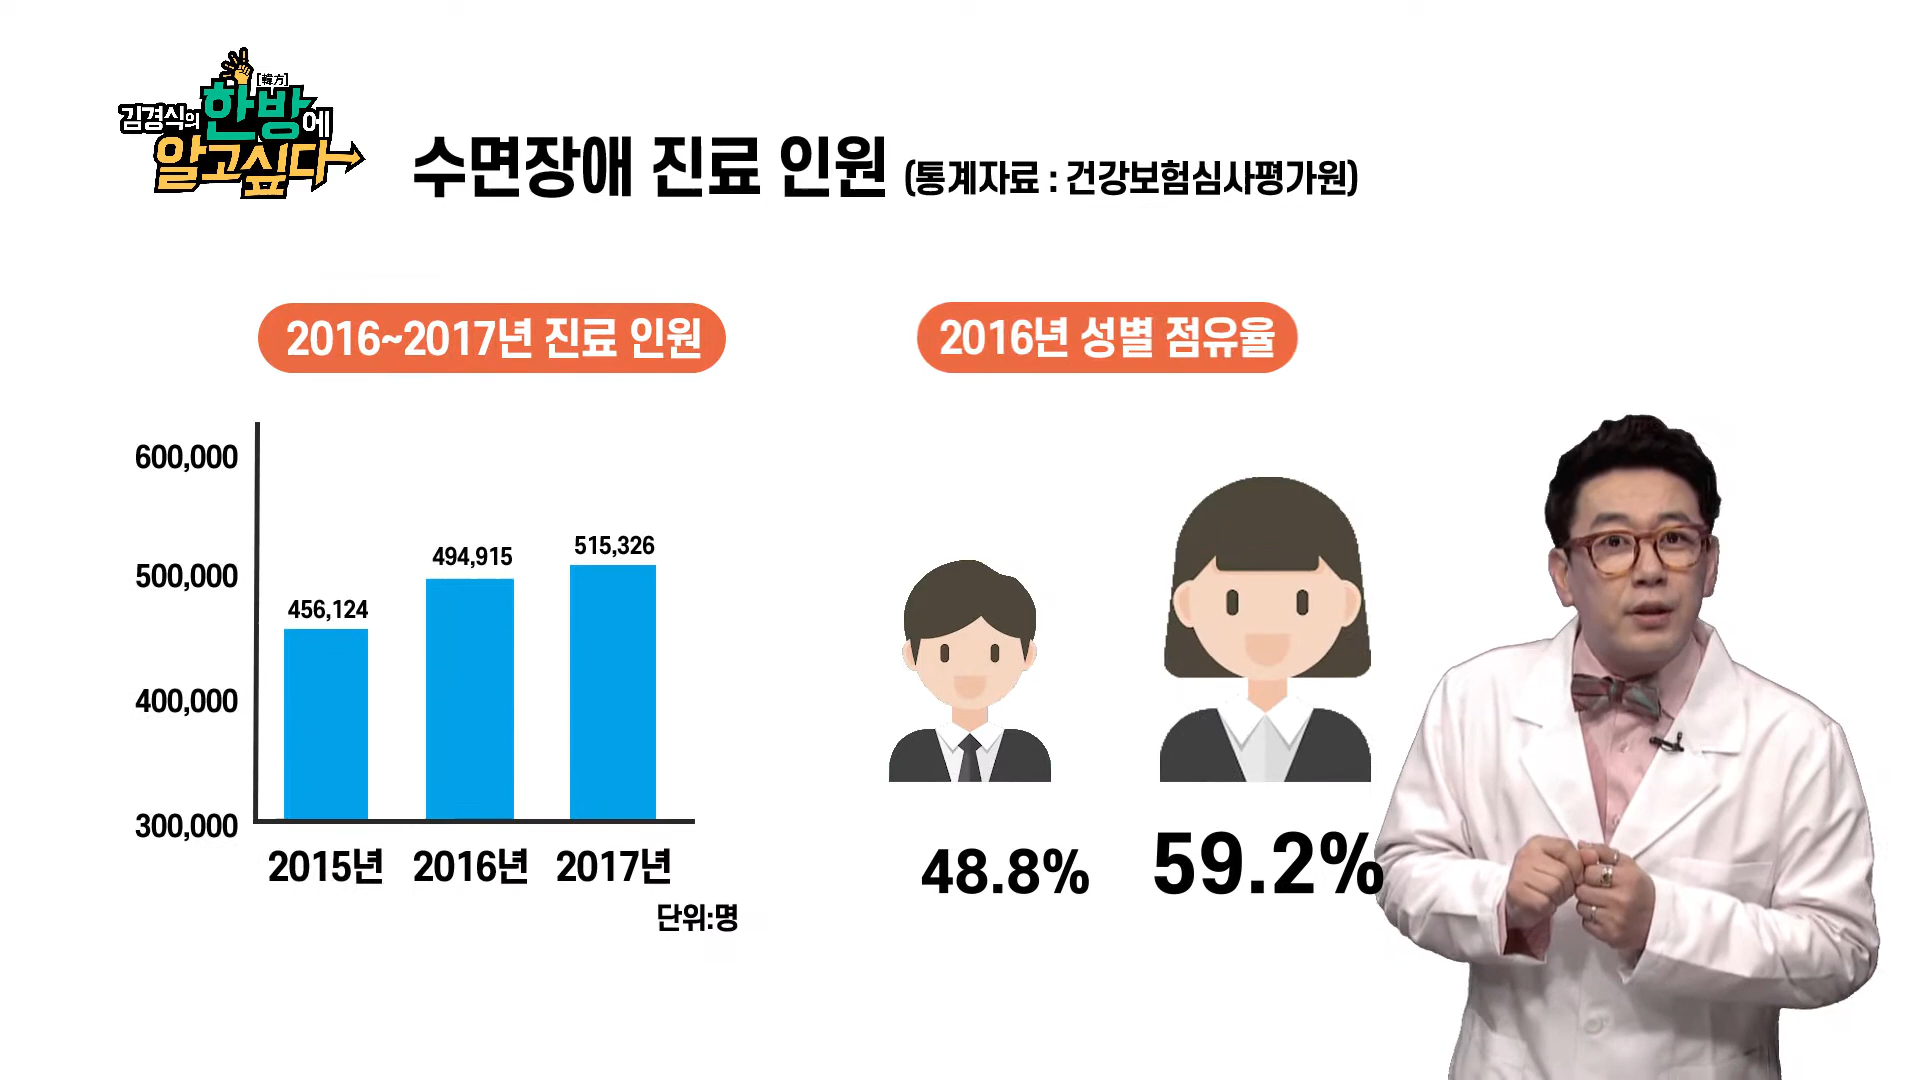 [韓方]
김경식의 한방에
알고싶다
수면장애 진료 인원 (통계자료 : 건강보험심사평가원)
2016~2017년 진료 인원
600,000
500,000
400,000
300,000
456,124
494,915
515,326
2015년 2016년 2017년
단위:명
2016년 성별 점유율
48.8% 59.2%